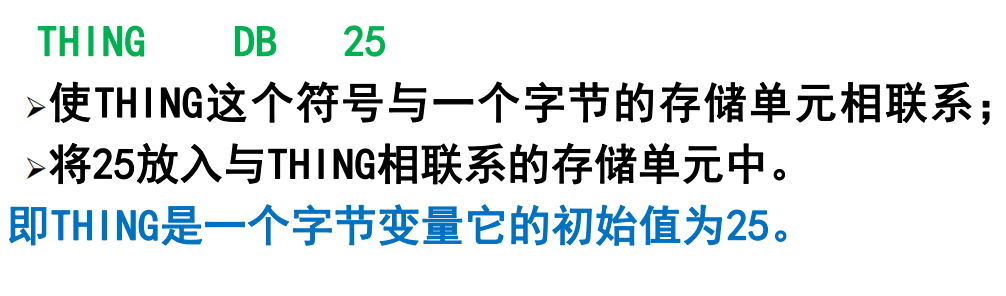 THING DB 25
➢使THING这个符号与一个字节的存储单元相联系；
➢将25放入与THING相联系的存储单元中。
即THING是一个字节变量它的初始值为25。